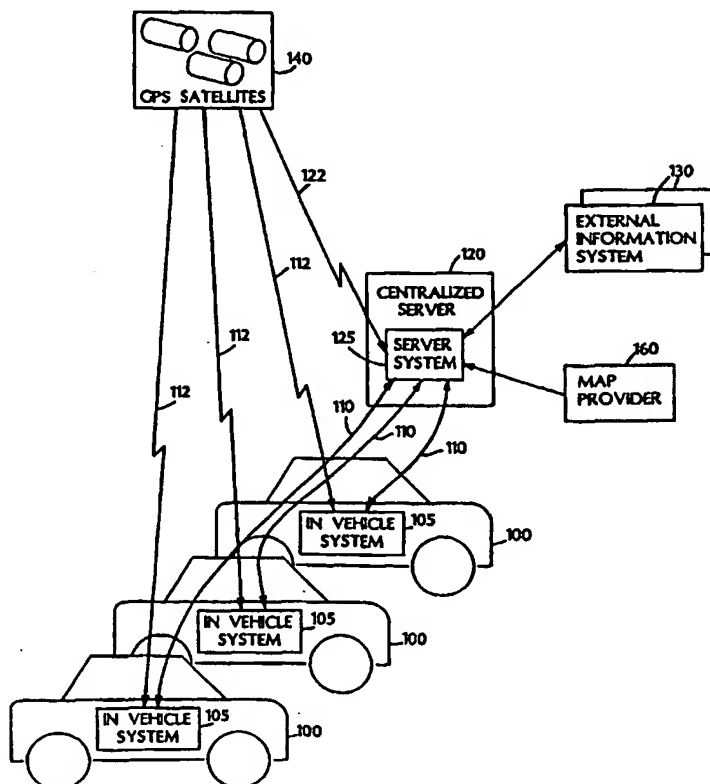 140
GPS SATELLITES
122
130
EXTERNAL
INFORMATION
SYSTEM
120
112
CENTRALIZED
SERVER
125
SERVER
SYSTEM
160
MAP
PROVIDER
112
112
110
110
110
IN VEHICLE
SYSTEM
105
100
IN VEHICLE
SYSTEM
105
100
IN VEHICLE
SYSTEM
105
100